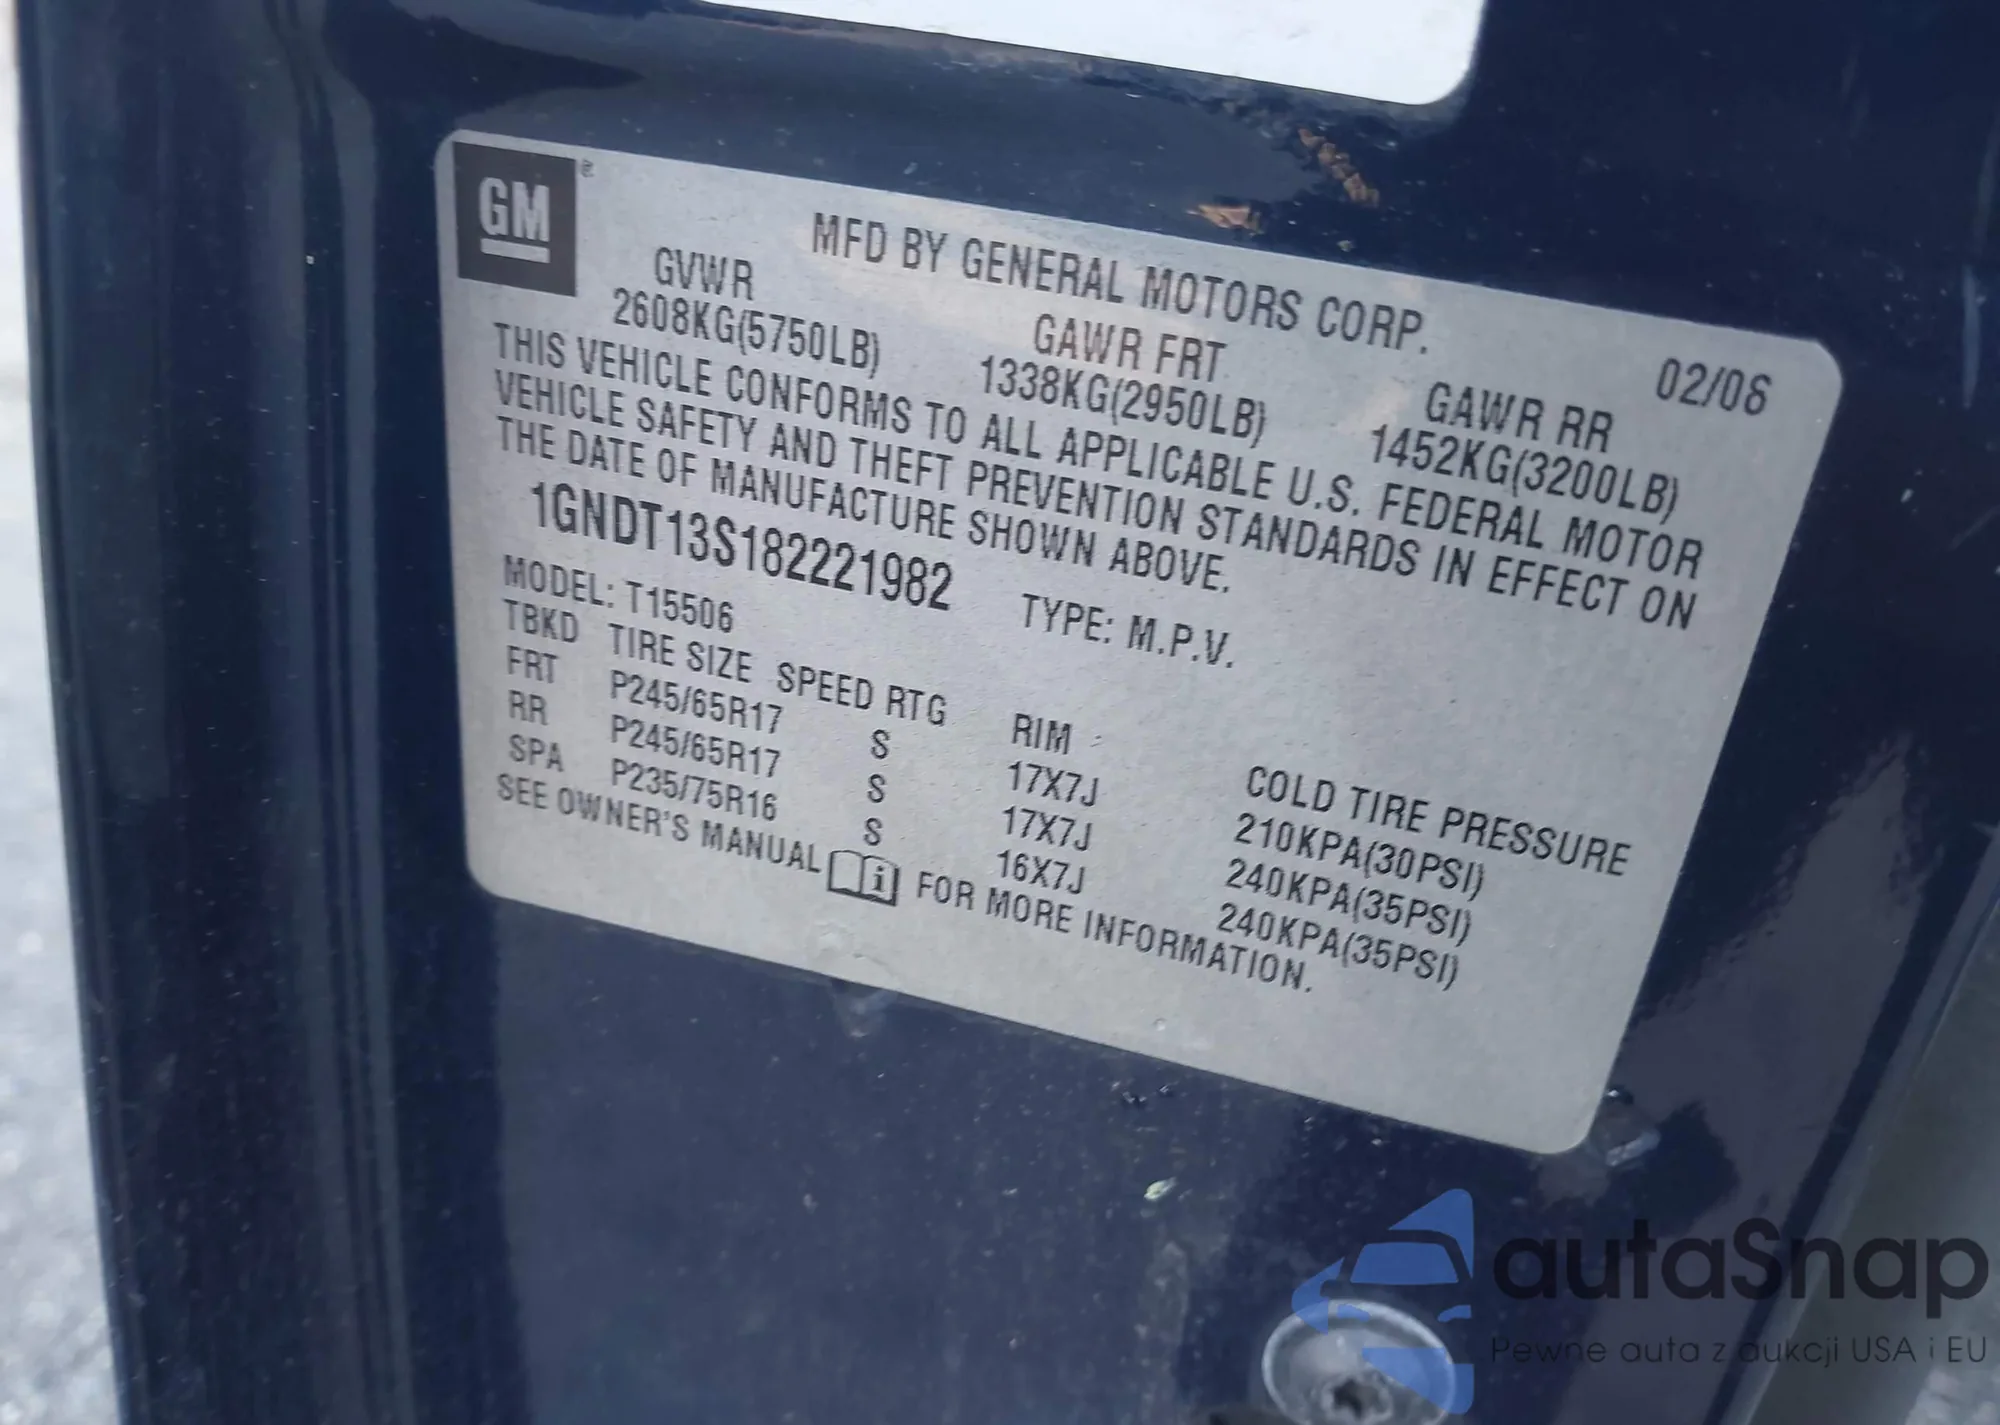 GM®
MFD BY GENERAL MOTORS CORP.
02/06
GVWR GAWR FRT GAWR RR
2608KG(5750LB) 1338KG(2950LB) 1452KG(3200LB)
THIS VEHICLE CONFORMS TO ALL APPLICABLE U.S. FEDERAL MOTOR
VEHICLE SAFETY AND THEFT PREVENTION STANDARDS IN EFFECT ON
THE DATE OF MANUFACTURE SHOWN ABOVE.
1GNDT13S182221982 TYPE: M.P.V.
MODEL: T15506
TBKD TIRE SIZE SPEED RTG RIM COLD TIRE PRESSURE
FRT P245/65R17 S 17X7J 210KPA(30PSI)
RR P245/65R17 S 17X7J 240KPA(35PSI)
SPA P235/75R16 S 16X7J 240KPA(35PSI)
SEE OWNER'S MANUAL i FOR MORE INFORMATION.
autaSnap
Pewne auta z aukcji USA i EU